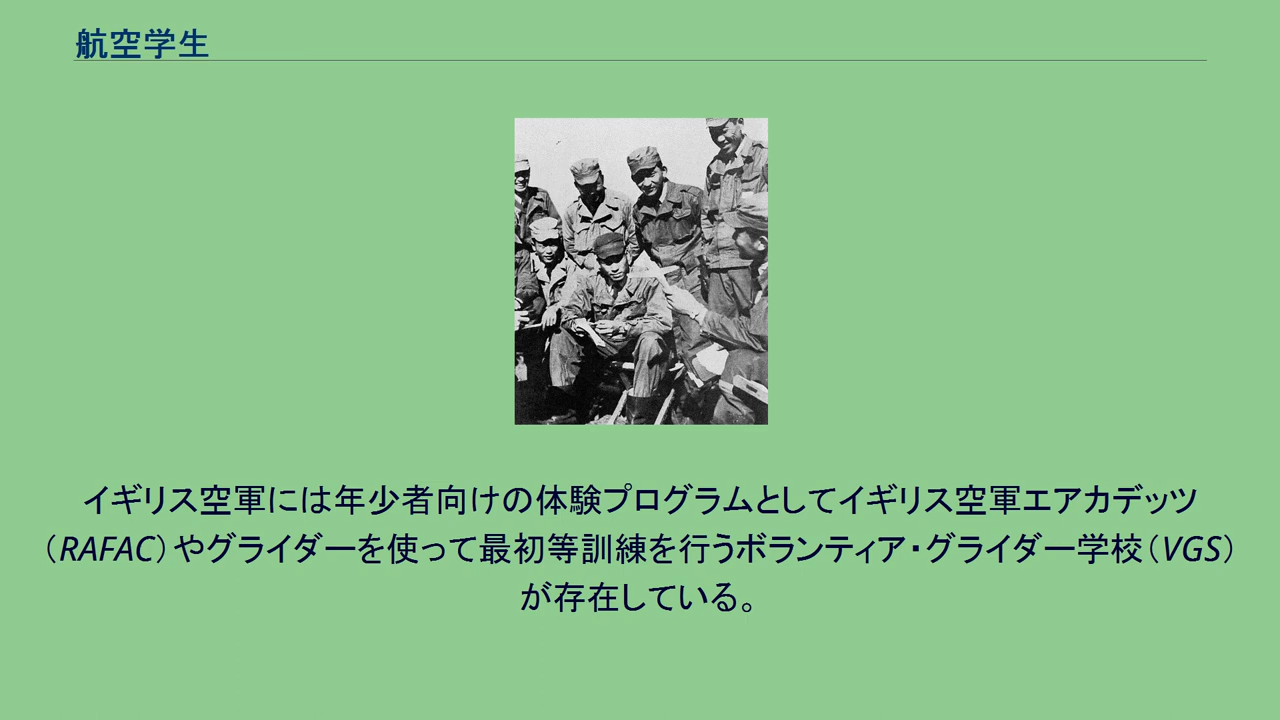 航空学生
イギリス空軍には年少者向けの体験プログラムとしてイギリス空軍エアカデッツ
（RAFAC）やグライダーを使って最初等訓練を行うボランティア・グライダー学校（VGS）
が存在している。